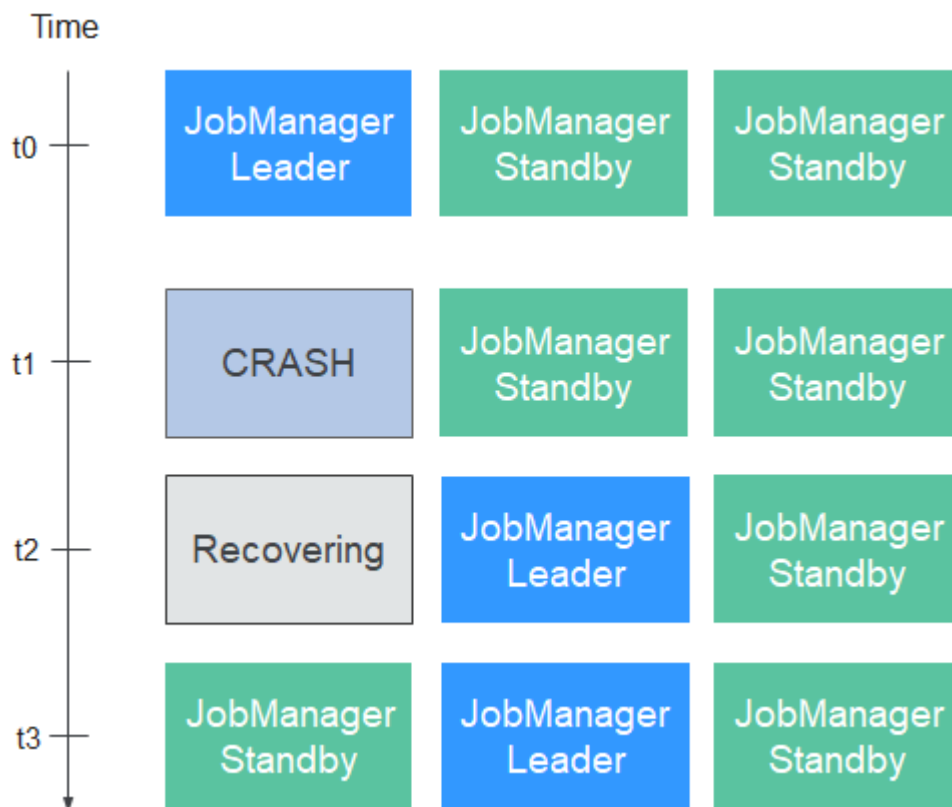 Time
t0
JobManager
Leader
JobManager
Standby
JobManager
Standby
t1
CRASH
JobManager
Standby
JobManager
Standby
t2
Recovering
JobManager
Leader
JobManager
Standby
t3
JobManager
Standby
JobManager
Leader
JobManager
Standby